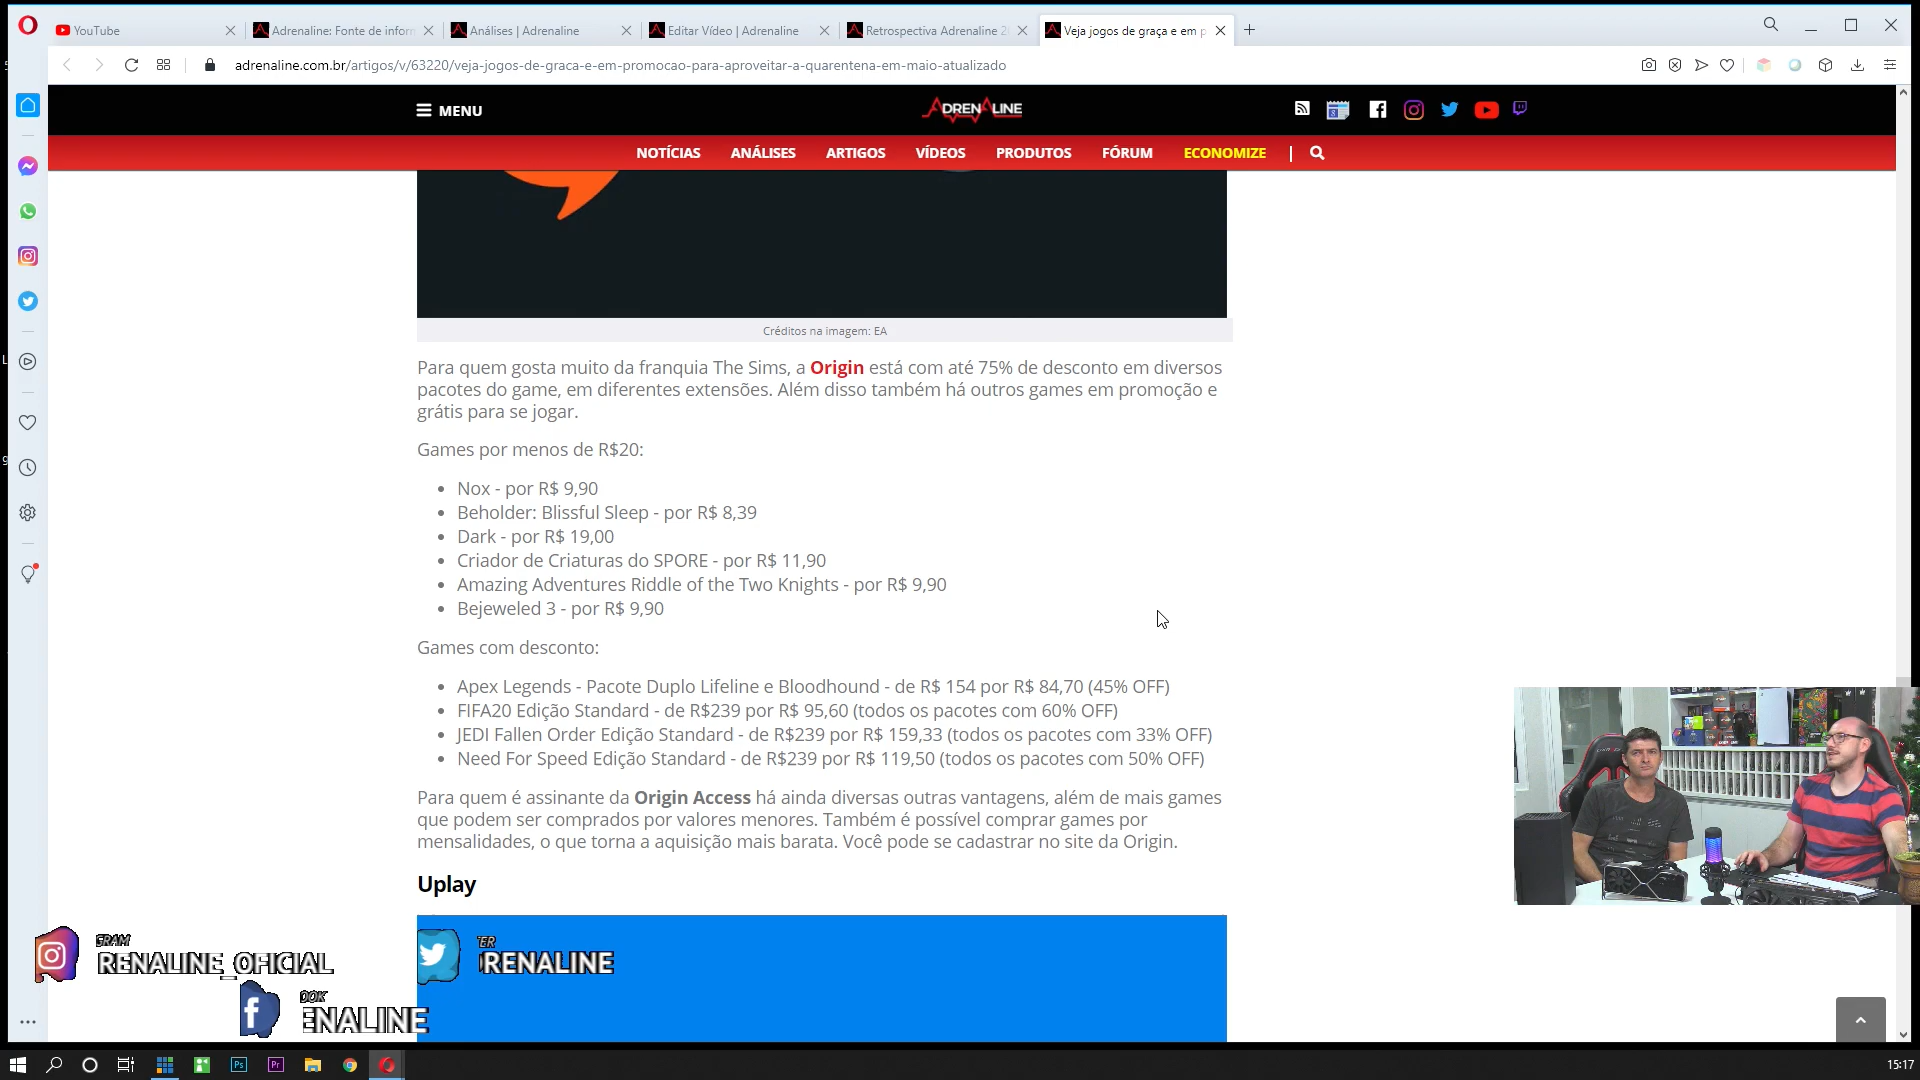 YouTube
Adrenaline: Fonte de inforn
Análises | Adrenaline
Editar Vídeo | Adrenaline
Retrospectiva Adrenaline 2
Veja jogos de graça e em p
adrenaline.com.br/artigos/v/63220/veja-jogos-de-graca-e-em-promocao-para-aproveitar-a-quarentena-em-maio-atualizado
MENU
ADRENALINE
NOTÍCIAS ANÁLISES ARTIGOS VÍDEOS PRODUTOS FÓRUM ECONOMIZE |
Créditos na imagem: EA
Para quem gosta muito da franquia The Sims, a Origin está com até 75% de desconto em diversos
pacotes do game, em diferentes extensões. Além disso também há outros games em promoção e
grátis para se jogar.
Games por menos de R$20:
Nox - por R$ 9,90
Beholder: Blissful Sleep - por R$ 8,39
Dark - por R$ 19,00
Criador de Criaturas do SPORE - por R$ 11,90
Amazing Adventures Riddle of the Two Knights - por R$ 9,90
Bejeweled 3 - por R$ 9,90
Games com desconto:
Apex Legends - Pacote Duplo Lifeline e Bloodhound - de R$ 154 por R$ 84,70 (45% OFF)
FIFA20 Edição Standard - de R$239 por R$ 95,60 (todos os pacotes com 60% OFF)
JEDI Fallen Order Edição Standard - de R$239 por R$ 159,33 (todos os pacotes com 33% OFF)
Need For Speed Edição Standard - de R$239 por R$ 119,50 (todos os pacotes com 50% OFF)
Para quem é assinante da Origin Access há ainda diversas outras vantagens, além de mais games
que podem ser comprados por valores menores. Também é possível comprar games por
mensalidades, o que torna a aquisição mais barata. Você pode se cadastrar no site da Origin.
Uplay
GRAM
RENALINE_OFICIAL
TER
RENALINE
OOK
ENALINE
Ps
Pr
15:17